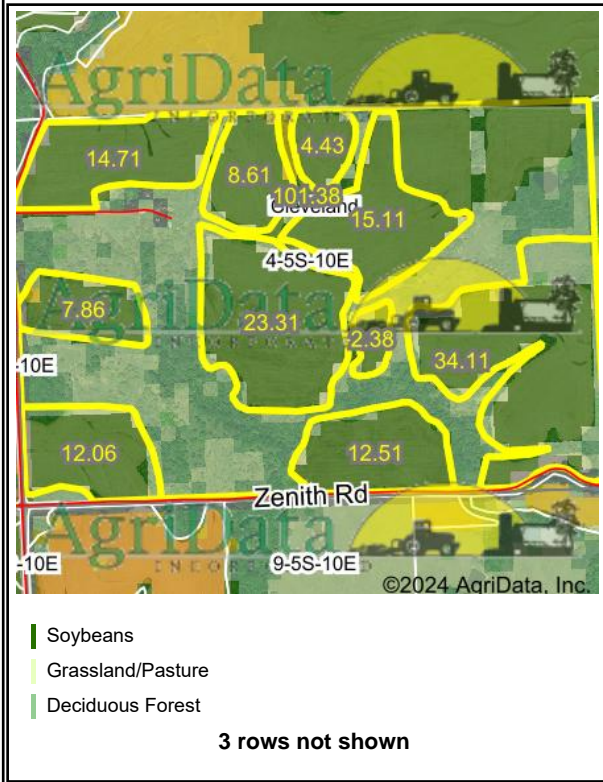 AgriData
INCORPORATED
14.71
8.61
4.43
101.38
Cleveland
15.11
4-5S-10E
7.86
AgriData
INCORPORATED
23.31
2.38
34.11
-10E
12.06
12.51
Zenith Rd
AgriData
INCORPORATED
-10E
9-5S-10E
©2024 AgriData, Inc.
Soybeans
Grassland/Pasture
Deciduous Forest
3 rows not shown